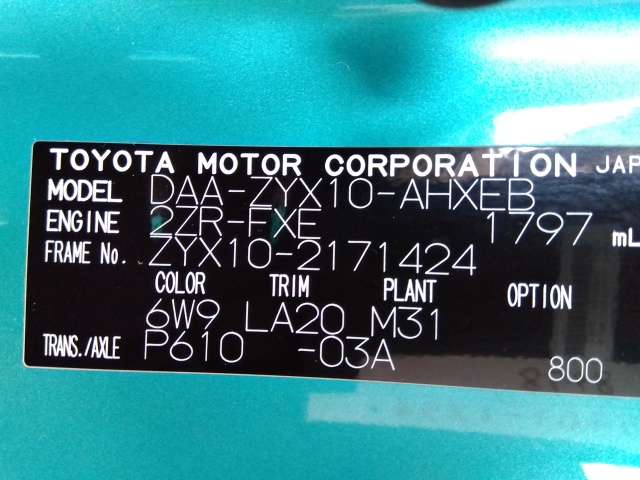 TOYOTA MOTOR CORPORATION JAP
MODEL DAA-ZYX10-AHXEB
ENGINE 2ZR-FXE 1797 mL
FRAME No. ZYX10-2171424
COLOR TRIM PLANT OPTION
6W9 LA20 M31
TRANS./AXLE P610 -03A
800